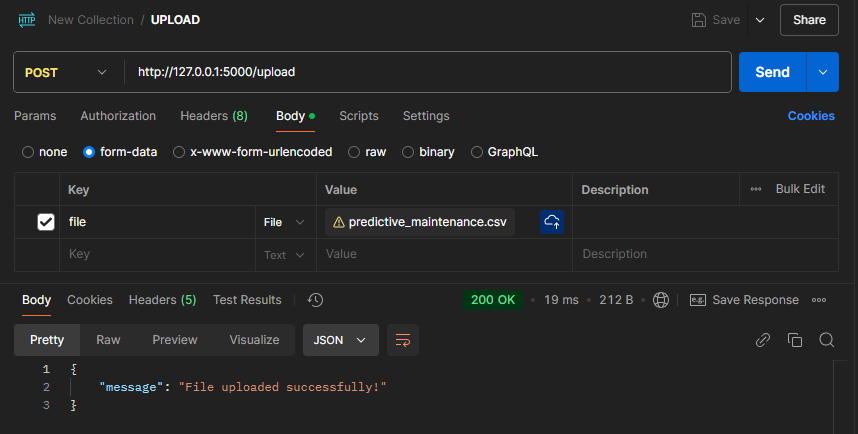 HTTP New Collection / UPLOAD Save Share
POST http://127.0.0.1:5000/upload Send
Params Authorization Headers (8) Body Scripts Settings Cookies
none form-data x-www-form-urlencoded raw binary GraphQL
Key Value Description Bulk Edit
file File predictive_maintenance.csv
Key Text Value Description
Body Cookies Headers (5) Test Results 200 OK 19 ms 212 B e.g. Save Response
Pretty Raw Preview Visualize JSON
1 {
2 "message": "File uploaded successfully!"
3 }